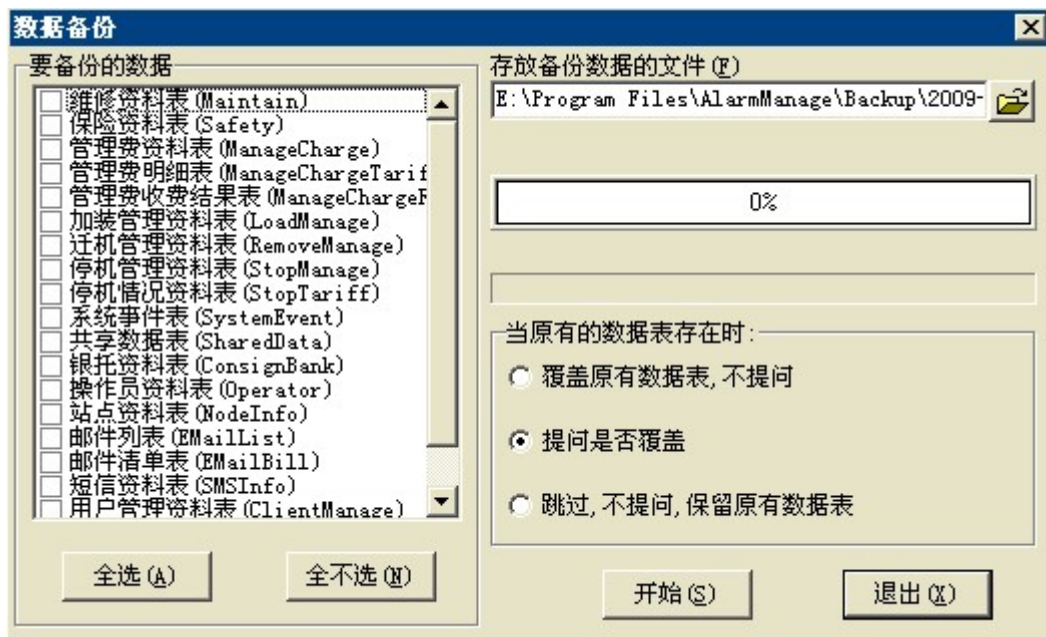 数据备份
要备份的数据
维修资料表(Maintain)
保险资料表(Safety)
管理费资料表(ManageCharge)
管理费明细表(ManageChargeTarif
管理费收费结果表(ManageChargeR
加装管理资料表(LoadManage)
迁机管理资料表(RemoveManage)
停机管理资料表(StopManage)
停机情况资料表(StopTariff)
系统事件表(SystemEvent)
共享数据表(SharedData)
银托资料表(ConsignBank)
操作员资料表(Operator)
站点资料表(NodeInfo)
邮件列表(EMailList)
邮件清单表(EMailBill)
短信资料表(SMSInfo)
用户管理资料表(ClientManage)
全选(A)
全不选(N)
存放备份数据的文件(F)
E:\Program Files\AlarmManage\Backup\2009-
0%
当原有的数据表存在时:
覆盖原有数据表,不提问
提问是否覆盖
跳过,不提问,保留原有数据表
开始(S)
退出(X)